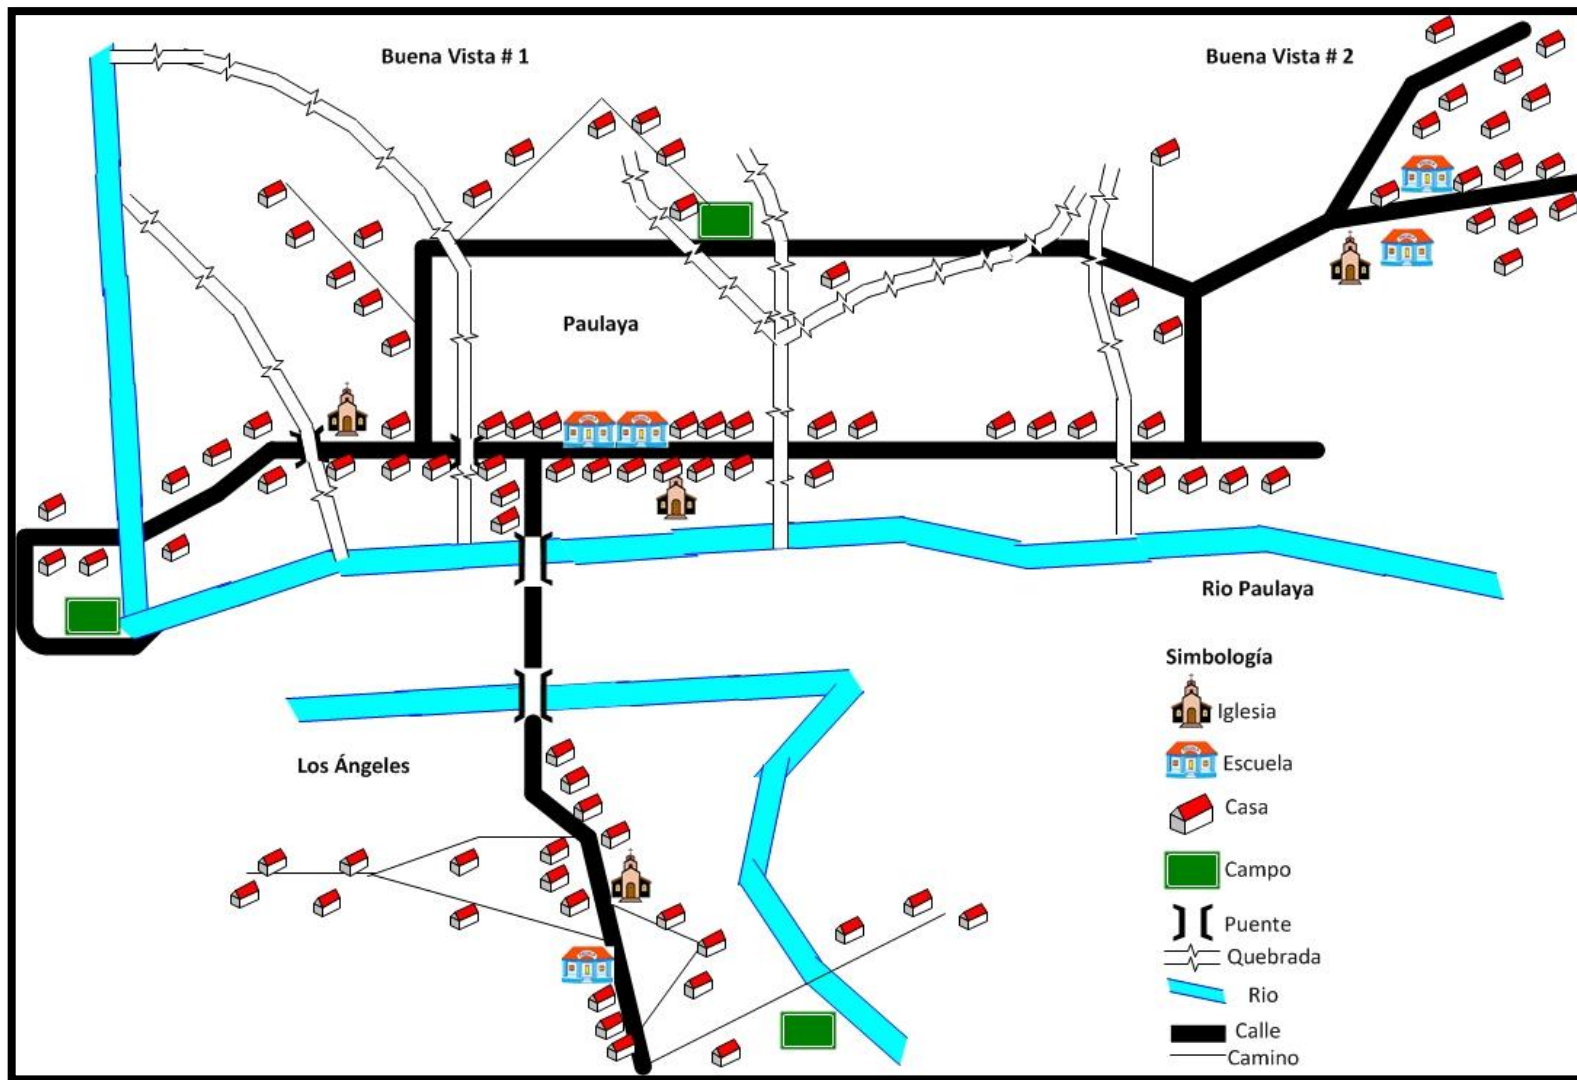 Buena Vista # 1
Buena Vista # 2
Paulaya
Rio Paulaya
Los Ángeles
Simbología
Iglesia
Escuela
Casa
Campo
Puente
Quebrada
Rio
Calle
Camino